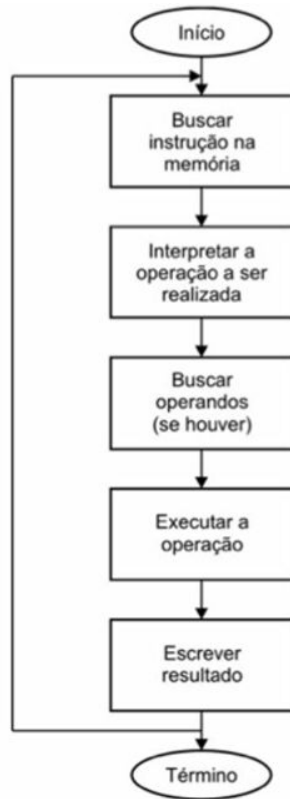 Início
Buscar
instrução na
memória
Interpretar a
operação a ser
realizada
Buscar
operandos
(se houver)
Executar a
operação
Escrever
resultado
Término